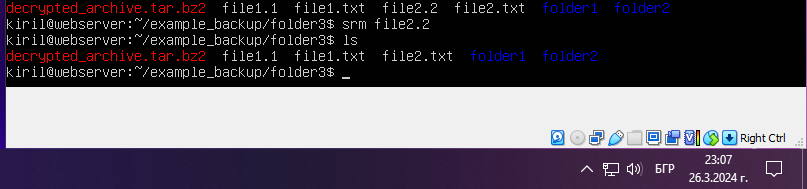 decrypted_archive.tar.bz2 file1.1 file1.txt file2.2 file2.txt folder1 folder2
kiril@webserver:~/example_backup/folder3$ srm file2.2
kiril@webserver:~/example_backup/folder3$ ls
decrypted_archive.tar.bz2 file1.1 file1.txt file2.txt folder1 folder2
kiril@webserver:~/example_backup/folder3$ _
Right Ctrl
БГР
23:07
26.3.2024 г.